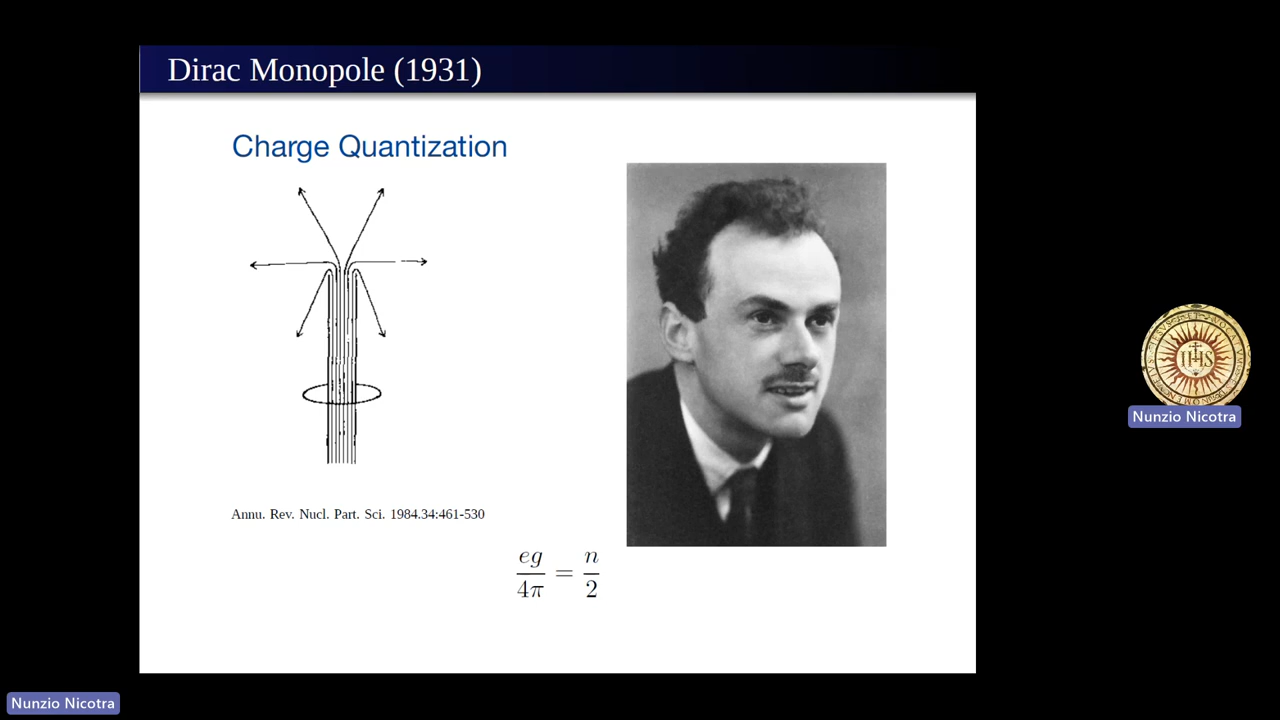 Dirac Monopole (1931)
Charge Quantization
Annu. Rev. Nucl. Part. Sci. 1984.34:461-530
eg/4π = n/2
IHS
Nunzio Nicotra
Nunzio Nicotra